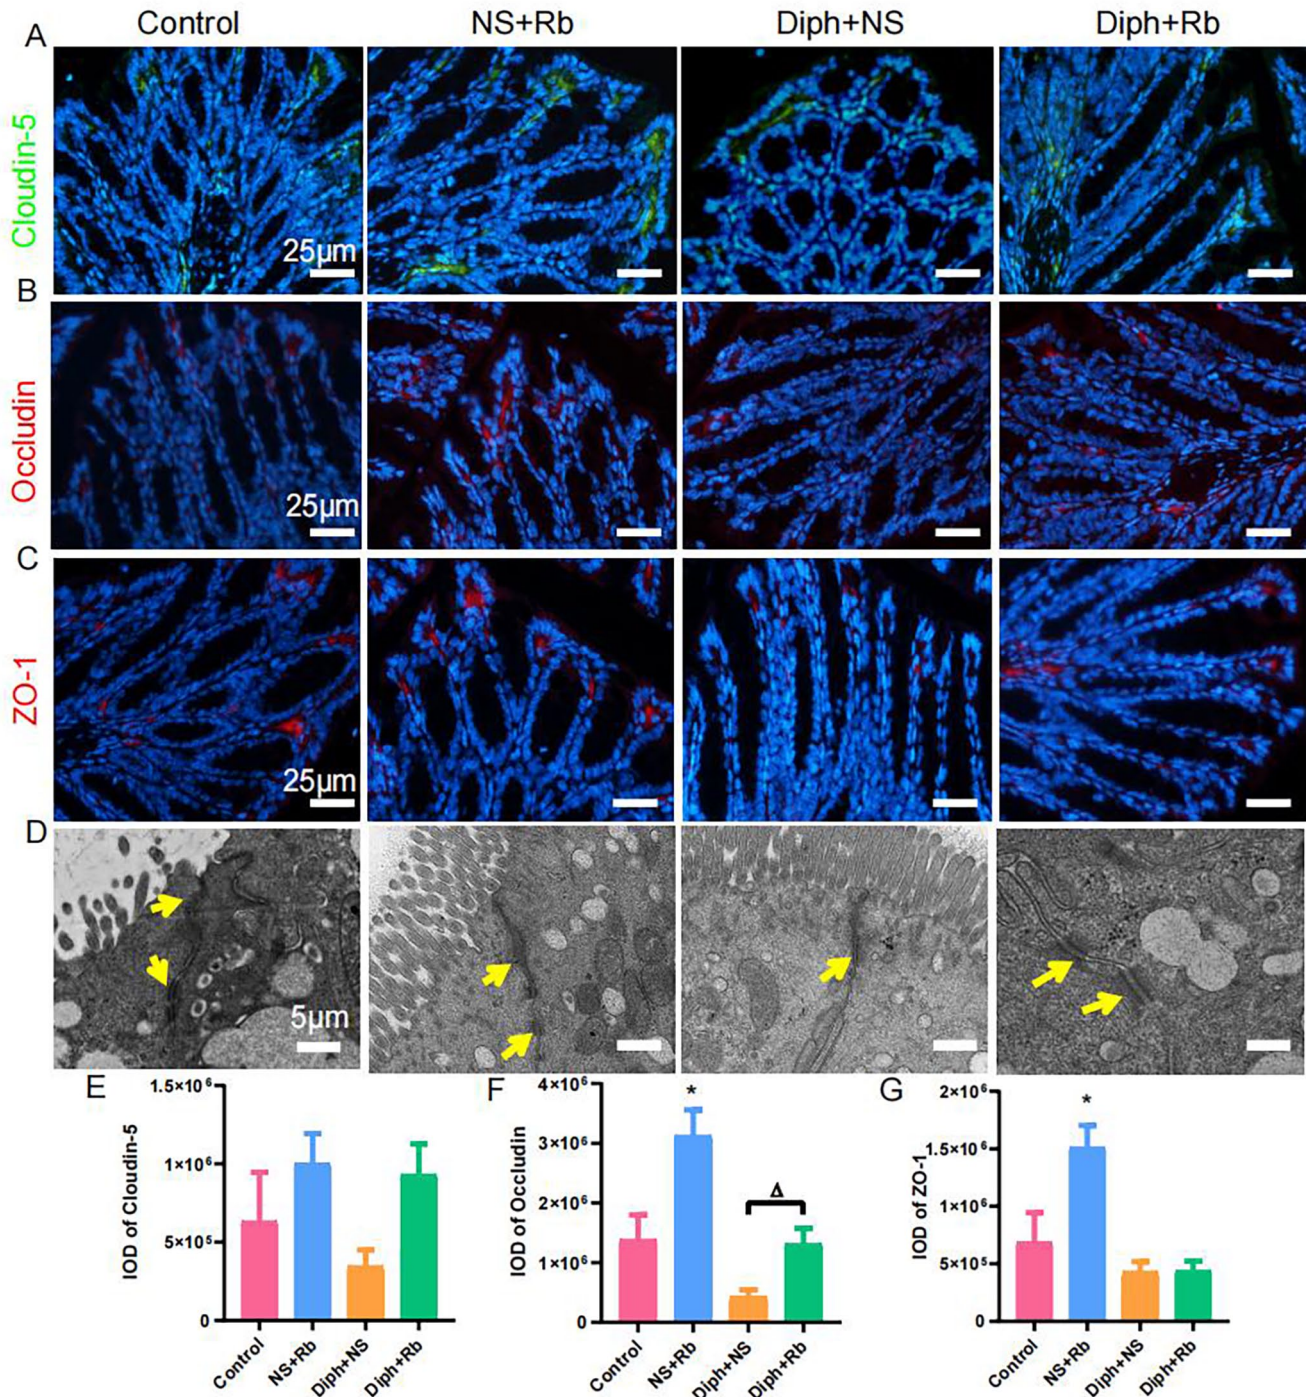 A
Control
NS+Rb
Diph+NS
Diph+Rb
Cloudin-5
25μm
B
Occludin
25μm
C
ZO-1
25μm
D
5μm
E
IOD of Cloudin-5
1.5×10⁶
1×10⁶
5×10⁵
0
Control
NS+Rb
Diph+NS
Diph+Rb
F
IOD of Occludin
4×10⁶
3×10⁶
2×10⁶
1×10⁶
0
*
Δ
Control
NS+Rb
Diph+NS
Diph+Rb
G
IOD of ZO-1
2×10⁶
1.5×10⁶
1×10⁶
5×10⁵
0
*
Control
NS+Rb
Diph+NS
Diph+Rb